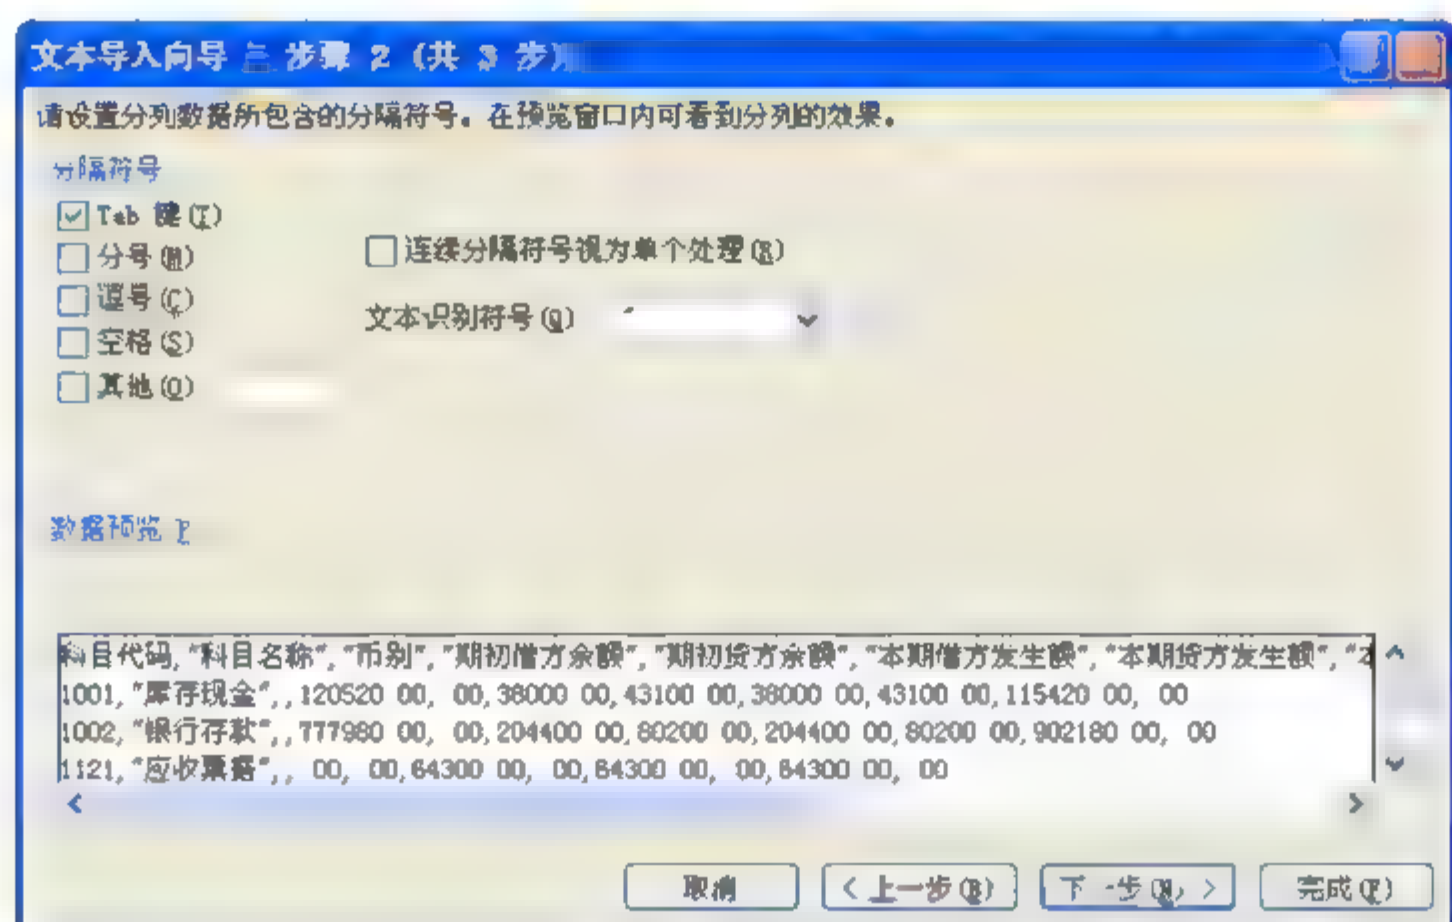 文本导入向导 - 步骤 2 (共 3 步)
请设置分列数据所包含的分隔符号。在预览窗口内可看到分列的效果。
分隔符号
Tab 键(T)
分号(M)
连续分隔符号视为单个处理(R)
逗号(C)
文本识别符号(Q)
空格(S)
其他(O)
数据预览 P
科目代码,"科目名称","币别","期初借方余额","期初贷方余额","本期借方发生额","本期贷方发生额","本
1001,"库存现金",,120520 00, 00,38000 00,43100 00,38000 00,43100 00,115420 00, 00
1002,"银行存款",,777980 00, 00,204400 00,80200 00,204400 00,80200 00,902180 00, 00
1121,"应收票据",, 00, 00,64300 00, 00,64300 00, 00,64300 00, 00
取消 <上一步(B) 下一步(N) > 完成(F)